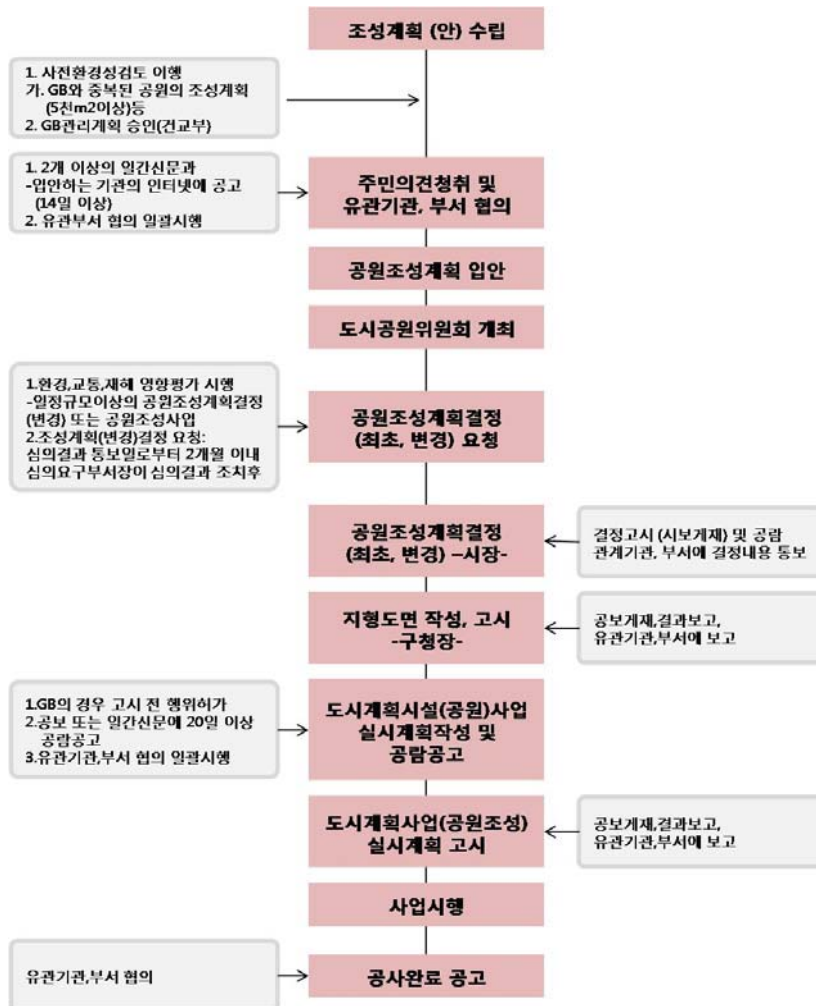 조성계획 (안) 수립
1. 사전환경성검토 이행
가. GB와 중복된 공원의 조성계획
(5천m2이상)등
2. GB관리계획 승인(건교부)
1. 2개 이상의 일간신문과
-입안하는 기관의 인터넷에 공고
(14일 이상)
2. 유관부서 협의 일괄시행
주민의견청취 및
유관기관, 부서 협의
공원조성계획 입안
도시공원위원회 개최
1.환경,교통,재해 영향평가 시행
-일정규모이상의 공원조성계획결정
(변경) 또는 공원조성사업
2.조성계획(변경)결정 요청:
심의결과 통보일로부터 2개월 이내
심의요구부서장이 심의결과 조치후
공원조성계획결정
(최초, 변경) 요청
공원조성계획결정
(최초, 변경) –시장-
결정고시 (시보게재) 및 공람
관계기관, 부서에 결정내용 통보
지형도면 작성, 고시
-구청장-
공보게재,결과보고,
유관기관,부서에 보고
1.GB의 경우 고시 전 행위허가
2.공보 또는 일간신문에 20일 이상
공람공고
3.유관기관,부서 협의 일괄시행
도시계획시설(공원)사업
실시계획작성 및
공람공고
도시계획사업(공원조성)
실시계획 고시
공보게재,결과보고,
유관기관,부서에 보고
사업시행
유관기관,부서 협의
공사완료 공고